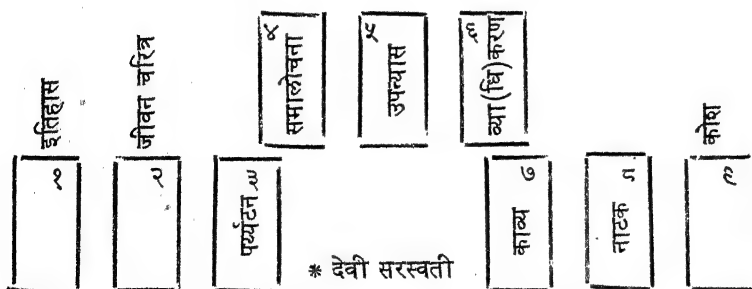 १ इतिहास
२ जीवन चरित्र
३ पर्य्यटन
४ समालोचना
५ उपन्यास
६ व्या(धि)करण
७ काव्य
८ नाटक
९ कोश
* देवी सरस्वती